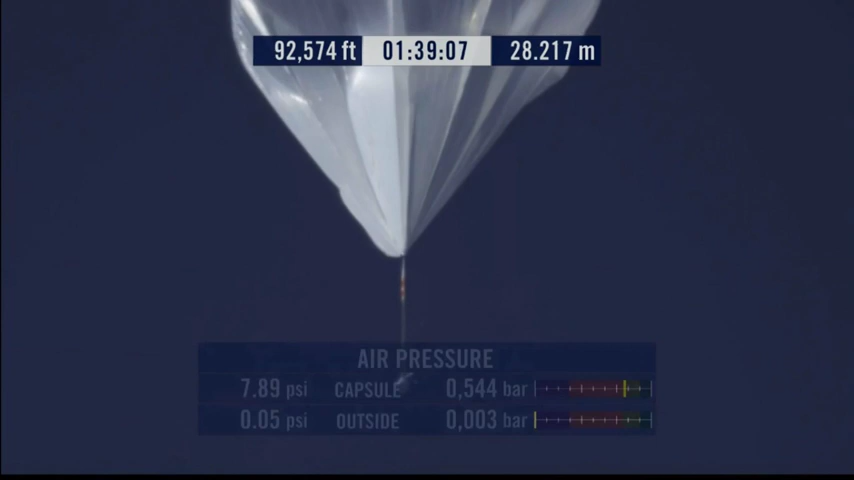 92,574 ft 01:39:07 28.217 m
AIR PRESSURE
7.89 psi CAPSULE 0,544 bar
0.05 psi OUTSIDE 0,003 bar